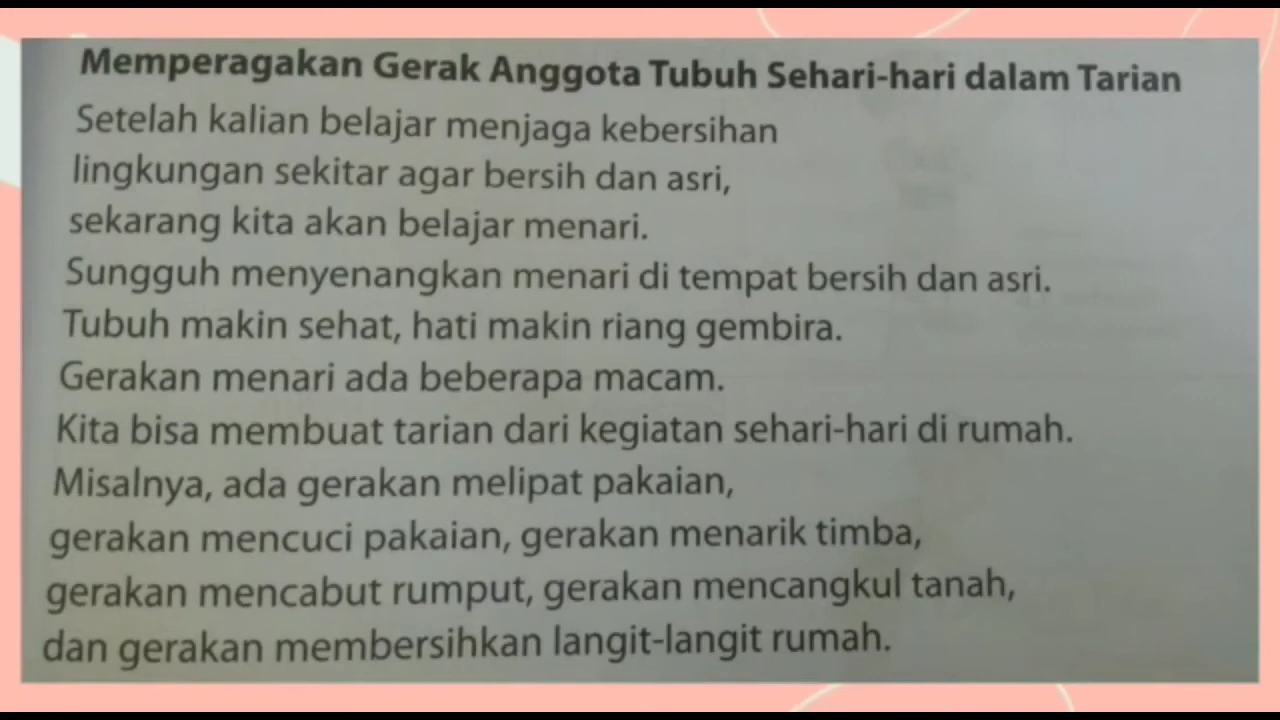 Memperagakan Gerak Anggota Tubuh Sehari-hari dalam Tarian
Setelah kalian belajar menjaga kebersihan
lingkungan sekitar agar bersih dan asri,
sekarang kita akan belajar menari.
Sungguh menyenangkan menari di tempat bersih dan asri.
Tubuh makin sehat, hati makin riang gembira.
Gerakan menari ada beberapa macam.
Kita bisa membuat tarian dari kegiatan sehari-hari di rumah.
Misalnya, ada gerakan melipat pakaian,
gerakan mencuci pakaian, gerakan menarik timba,
gerakan mencabut rumput, gerakan mencangkul tanah,
dan gerakan membersihkan langit-langit rumah.